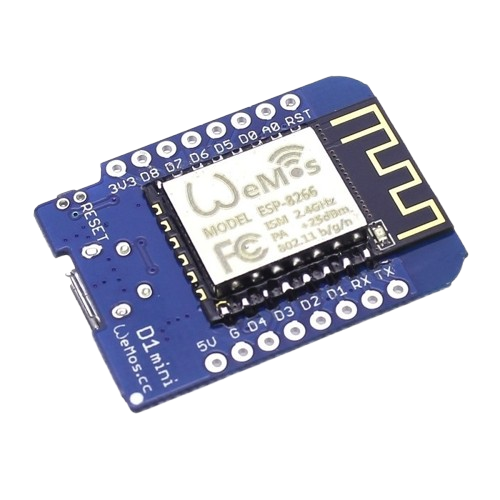 3V3 D8 D7 D6 D5 D0 A0 RST
RESET
WeMos
MODEL ESP-8266
ISM 2.4GHz
PA +25dBm
802.11 b/g/n
FC
5V G D4 D3 D2 D1 RX TX
D1 mini
WeMos.cc